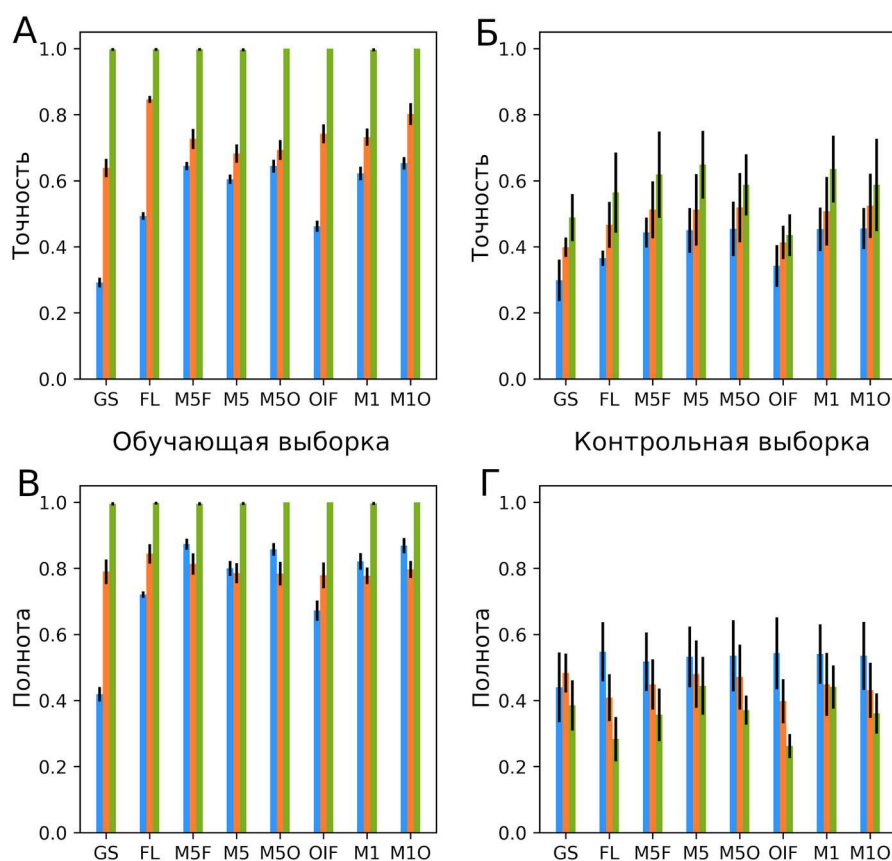 А
Точность
1.0
0.8
0.6
0.4
0.2
0.0
GS FL M5F M5 M5O OIF M1 M1O
Обучающая выборка
Б
Точность
1.0
0.8
0.6
0.4
0.2
0.0
GS FL M5F M5 M5O OIF M1 M1O
Контрольная выборка
В
Полнота
1.0
0.8
0.6
0.4
0.2
0.0
GS FL M5F M5 M5O OIF M1 M1O
Г
Полнота
1.0
0.8
0.6
0.4
0.2
0.0
GS FL M5F M5 M5O OIF M1 M1O